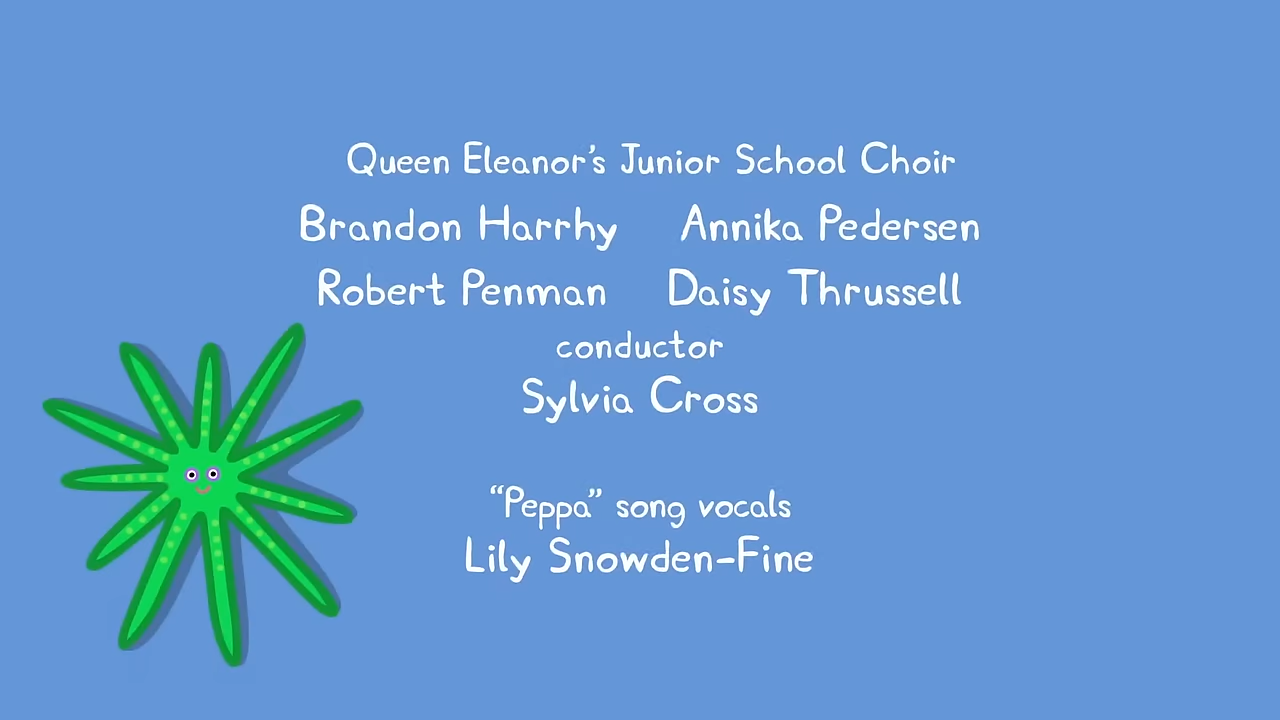 Queen Eleanor's Junior School Choir
Brandon Harrhy Annika Pedersen
Robert Penman Daisy Thrussell
conductor
Sylvia Cross
“Peppa” song vocals
Lily Snowden-Fine